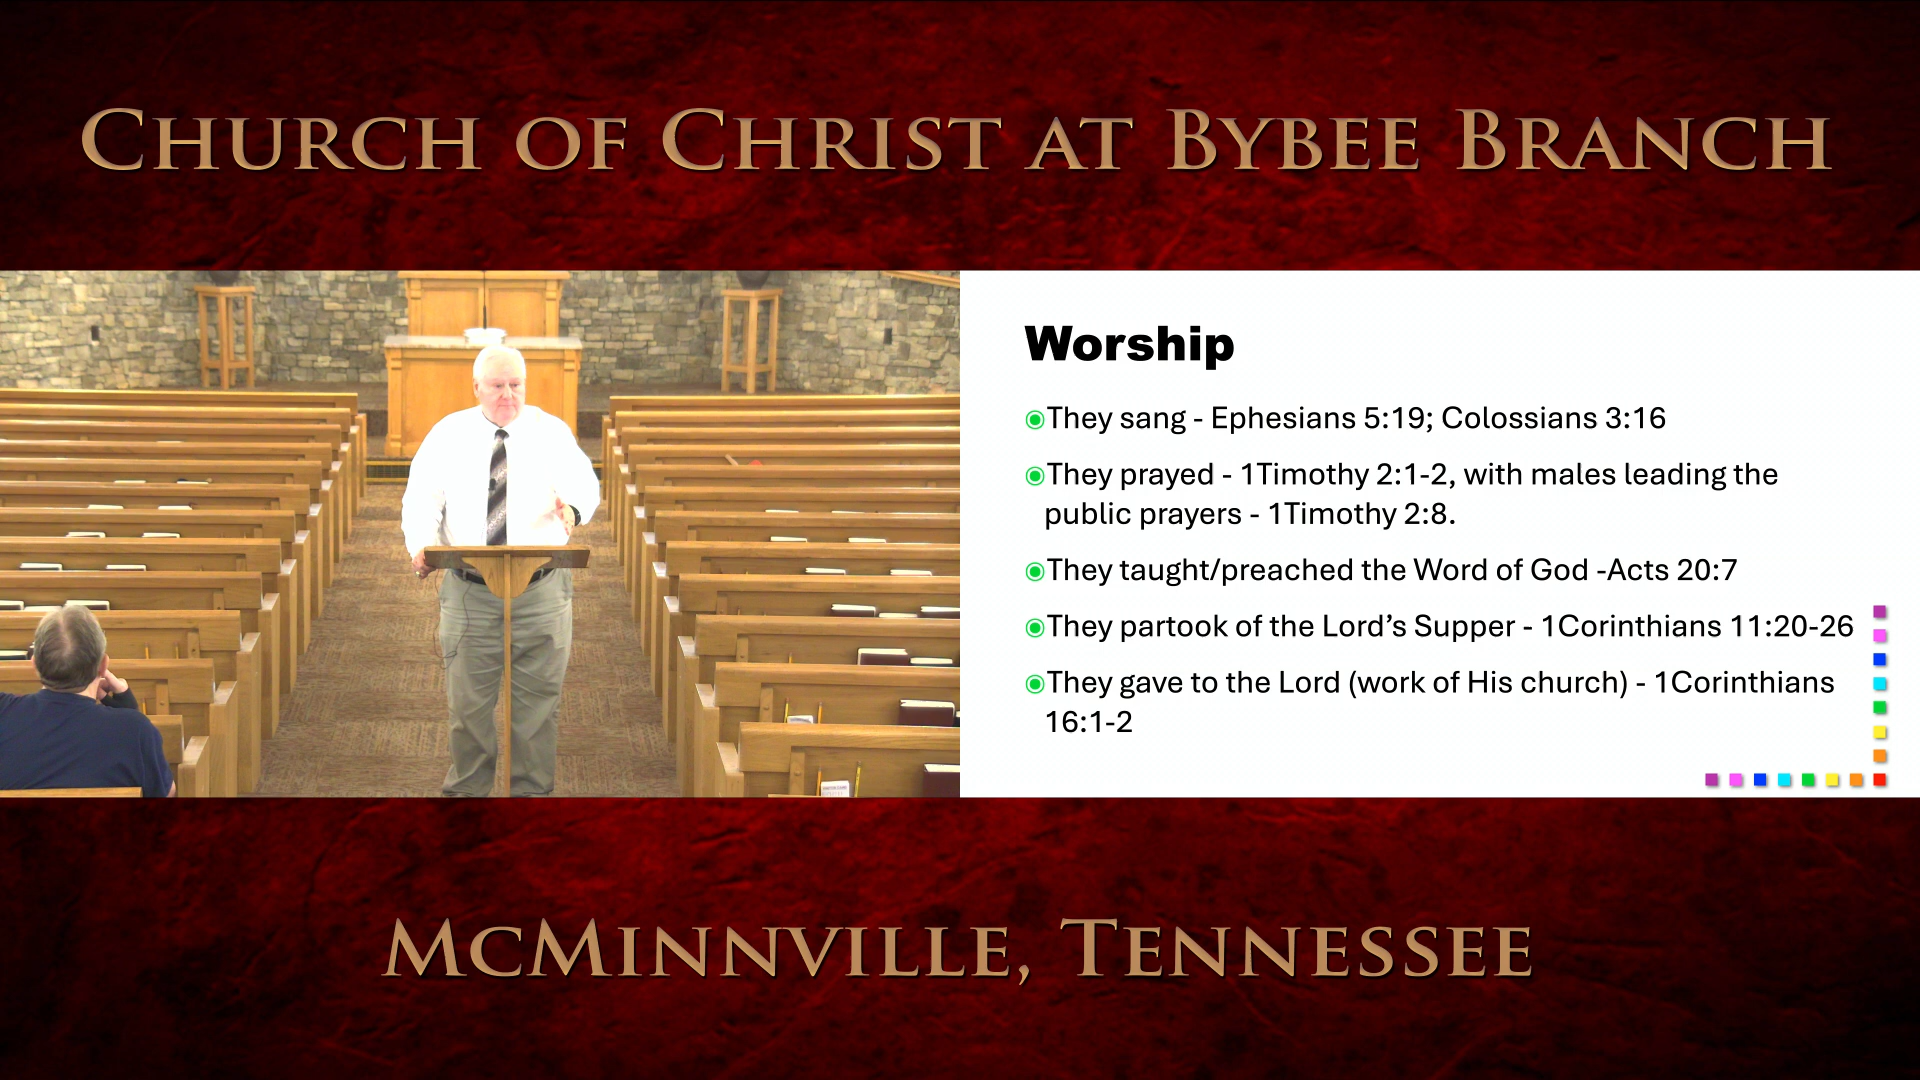 Church of Christ at Bybee Branch
Worship
They sang - Ephesians 5:19; Colossians 3:16
They prayed - 1Timothy 2:1-2, with males leading the
public prayers - 1Timothy 2:8.
They taught/preached the Word of God -Acts 20:7
They partook of the Lord’s Supper - 1Corinthians 11:20-26
They gave to the Lord (work of His church) - 1Corinthians
16:1-2
McMinnville, Tennessee